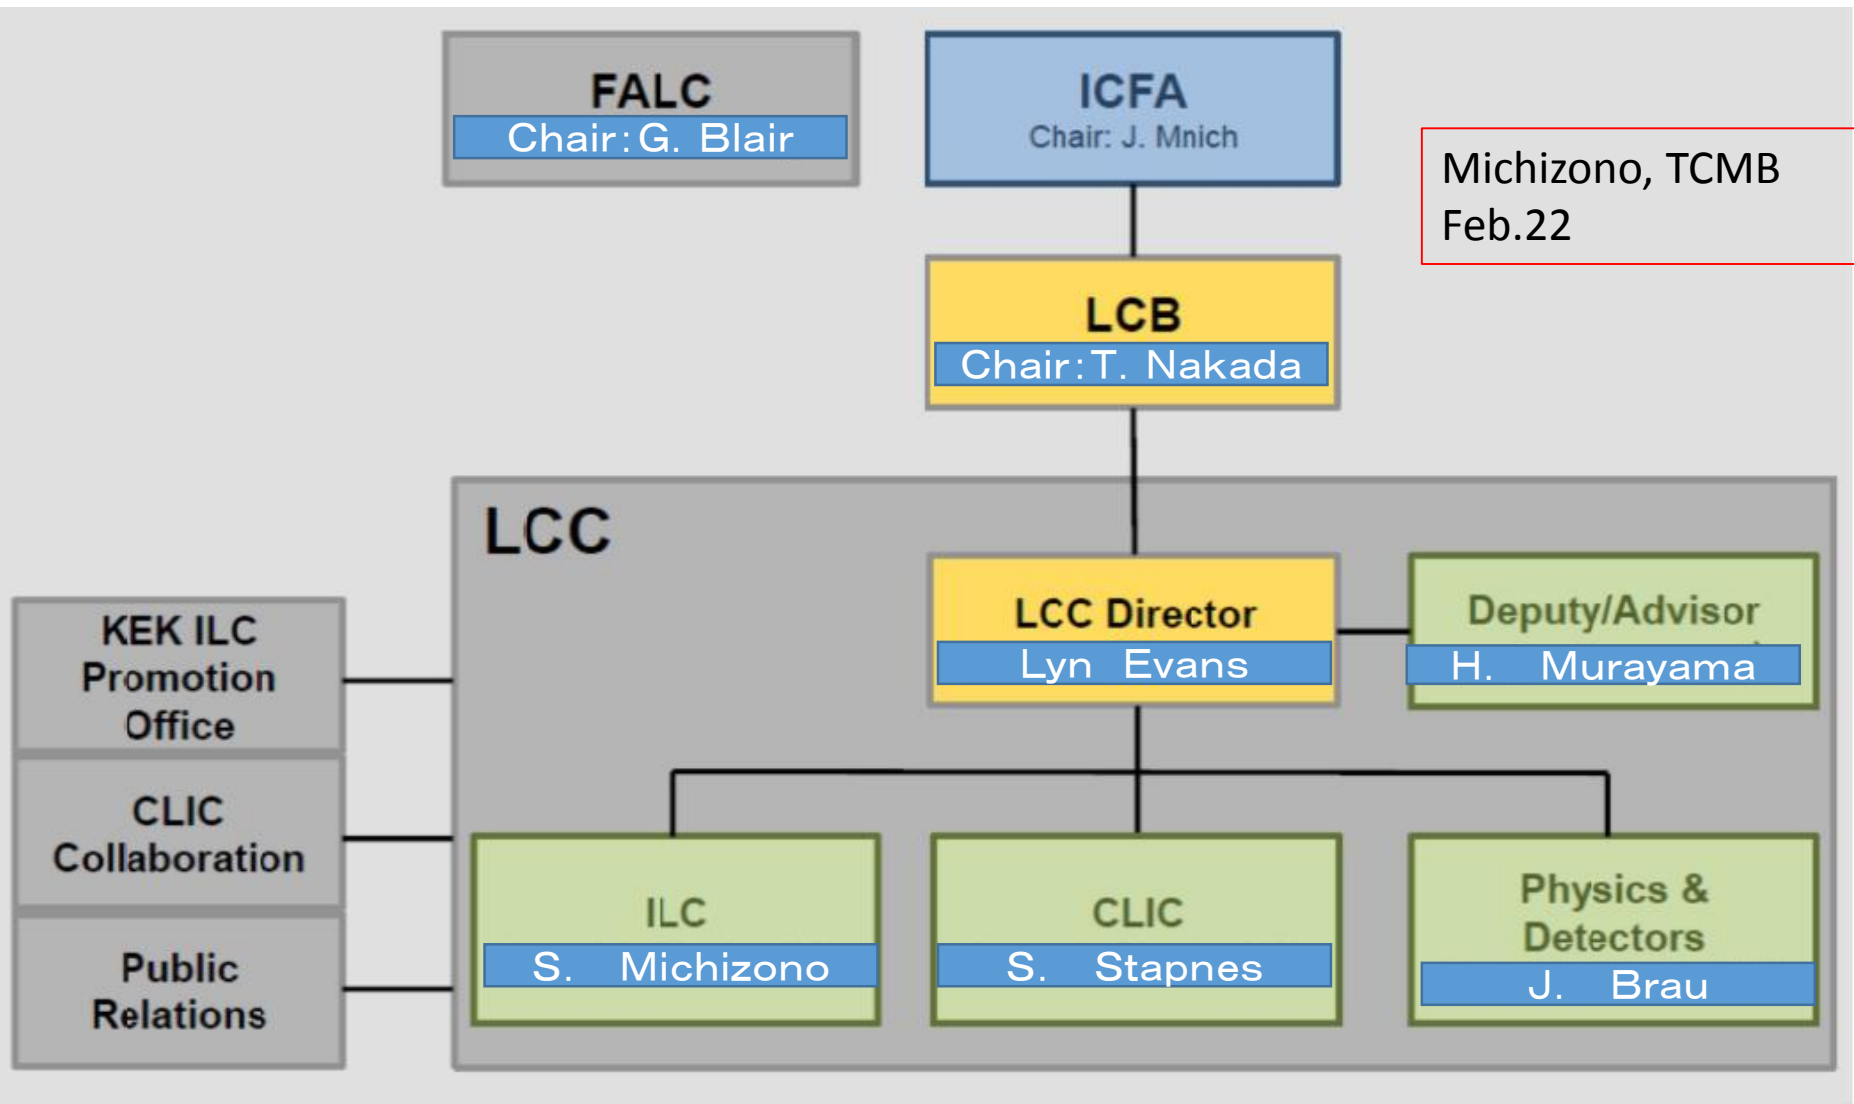 FALC
Chair:G. Blair
ICFA
Chair: J. Mnich
Michizono, TCMB
Feb.22
LCB
Chair:T. Nakada
LCC
LCC Director
Lyn Evans
Deputy/Advisor
H. Murayama
KEK ILC
Promotion
Office
CLIC
Collaboration
Public
Relations
ILC
S. Michizono
CLIC
S. Stapnes
Physics &
Detectors
J. Brau